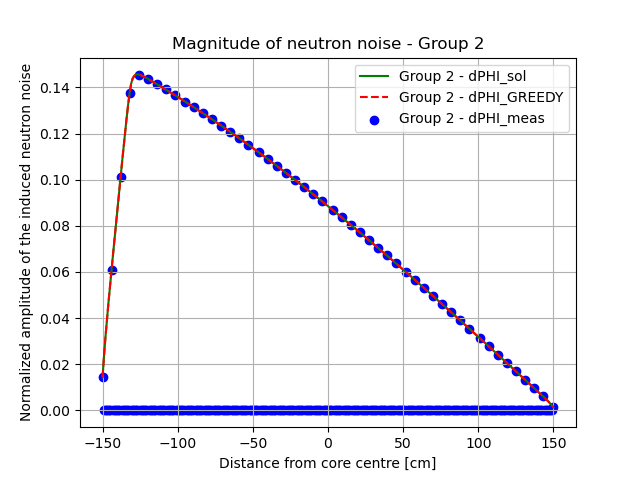 Magnitude of neutron noise - Group 2
Normalized amplitude of the induced neutron noise
0.14
0.12
0.10
0.08
0.06
0.04
0.02
0.00
Group 2 - dPHI_sol
Group 2 - dPHI_GREEDY
Group 2 - dPHI_meas
−150 −100 −50 0 50 100 150
Distance from core centre [cm]